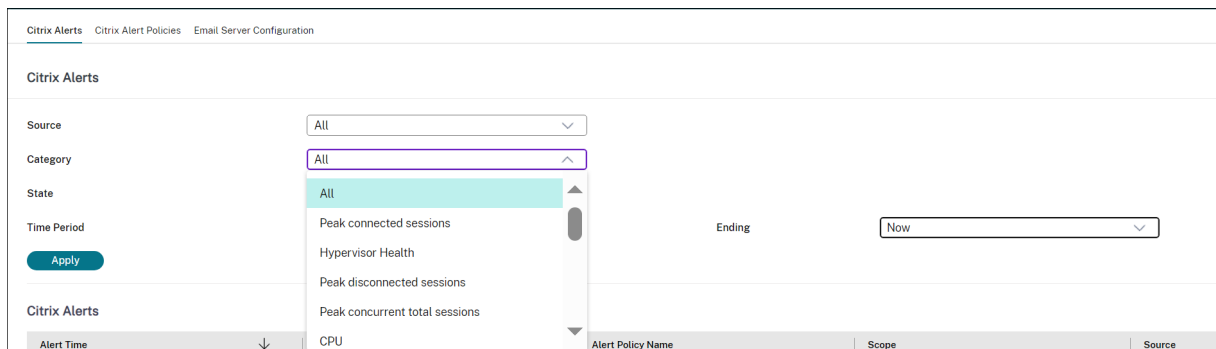 Citrix Alerts Citrix Alert Policies Email Server Configuration
Citrix Alerts
Source All
Category All
State All
Peak connected sessions
Time Period Ending Now
Hypervisor Health
Apply
Peak disconnected sessions
Citrix Alerts Peak concurrent total sessions
Alert Time CPU Alert Policy Name Scope Source